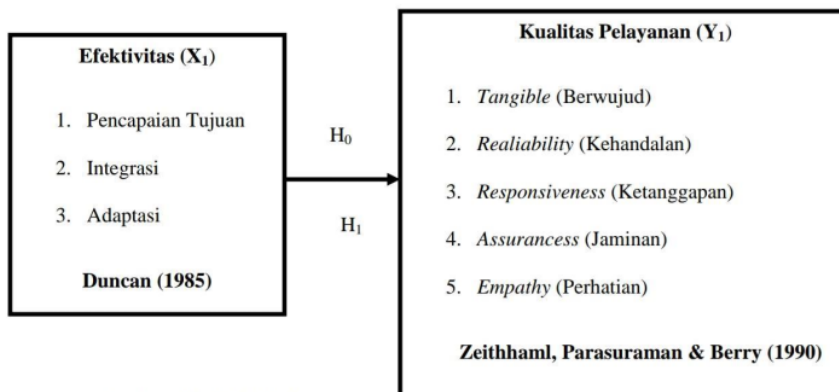 Efektivitas (X₁)
1. Pencapaian Tujuan
2. Integrasi
3. Adaptasi
Duncan (1985)
H₀
H₁
Kualitas Pelayanan (Y₁)
1. Tangible (Berwujud)
2. Realiability (Kehandalan)
3. Responsiveness (Ketanggapan)
4. Assurancess (Jaminan)
5. Empathy (Perhatian)
Zeithhaml, Parasuraman & Berry (1990)